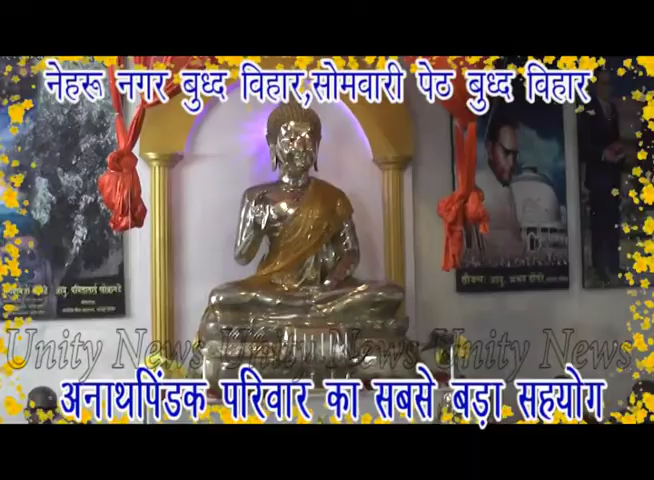 नेहरू नगर बुध्द विहार,सोमवारी पेठ बुध्द विहार
Unity News Unity News Unity News
अनाथपिंडक परिवार का सबसे बड़ा सहयोग